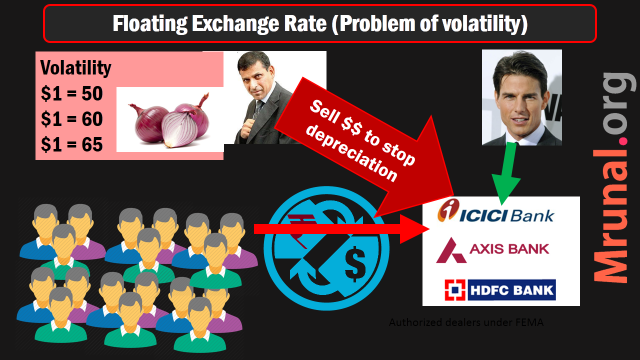 Floating Exchange Rate (Problem of volatility)
Volatility
$1 = 50
$1 = 60
$1 = 65
Sell $$ to stop
depreciation
₹
$
ICICI Bank
AXIS BANK
HDFC BANK
Authorized dealers under FEMA
Mrunal.org